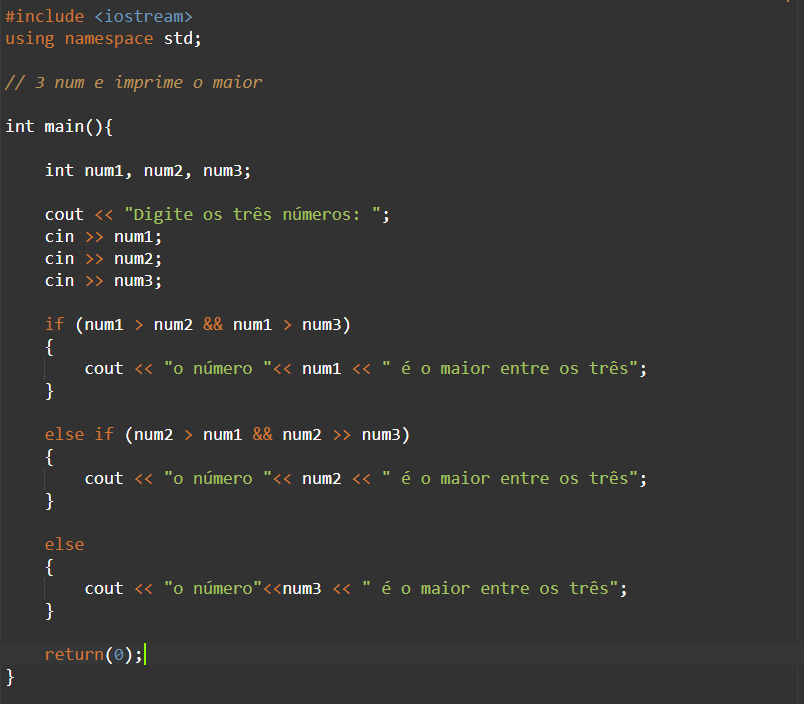 #include <iostream>
using namespace std;
// 3 num e imprime o maior
int main(){
int num1, num2, num3;
cout << "Digite os três números: ";
cin >> num1;
cin >> num2;
cin >> num3;
if (num1 > num2 && num1 > num3)
{
cout << "o número "<< num1 << " é o maior entre os três";
}
else if (num2 > num1 && num2 >> num3)
{
cout << "o número "<< num2 << " é o maior entre os três";
}
else
{
cout << "o número"<<num3 << " é o maior entre os três";
}
return(0);
}